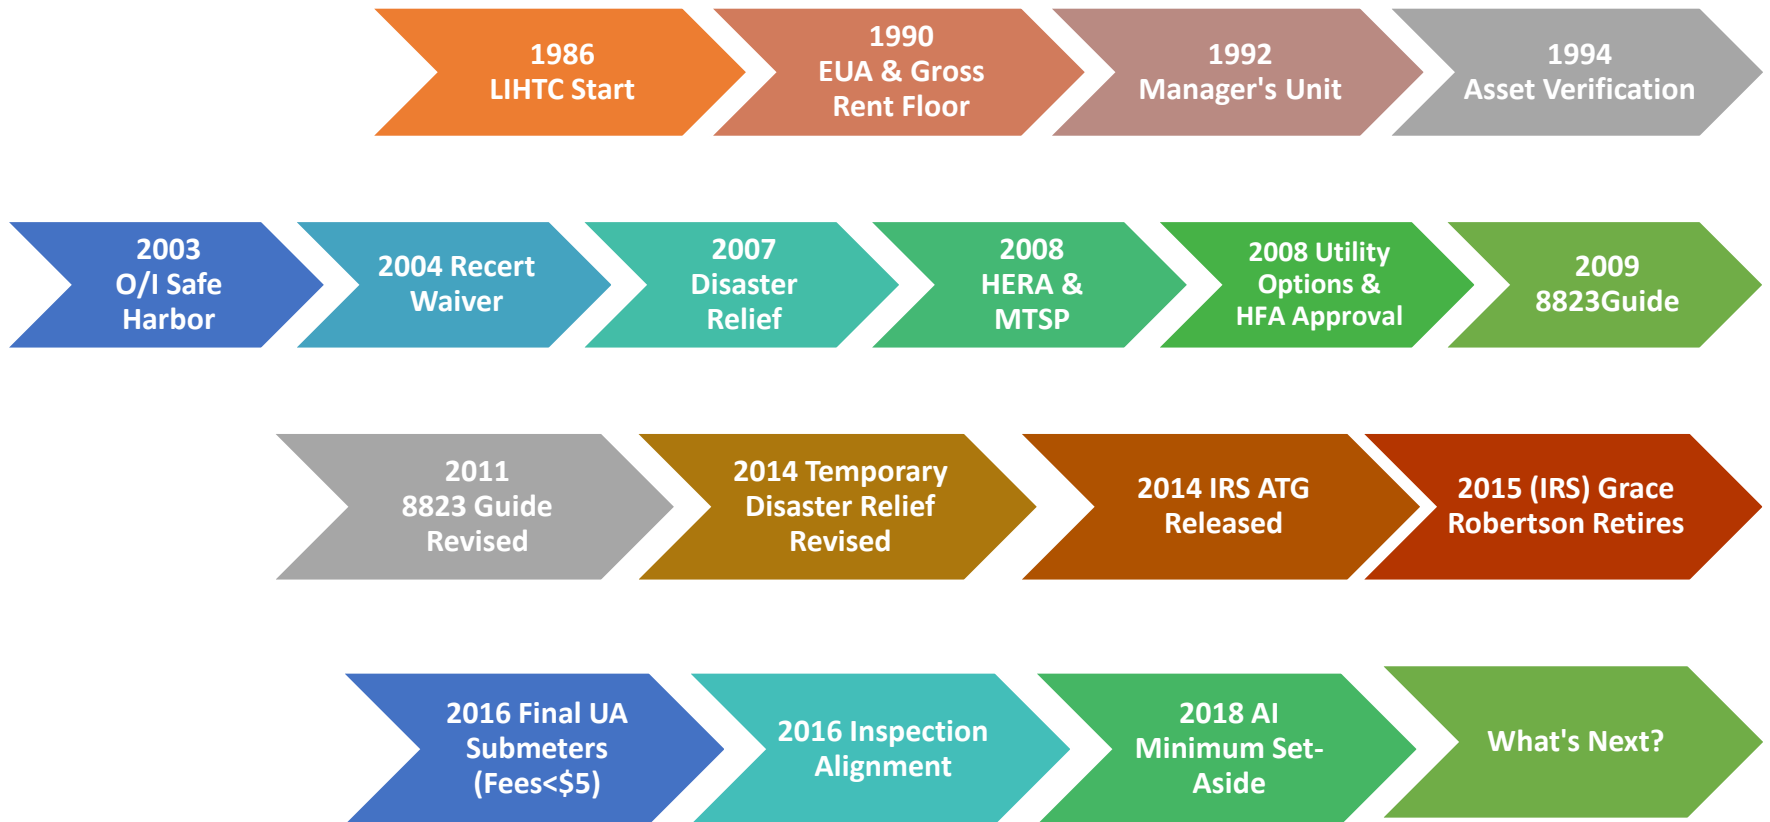 1986
LIHTC Start
1990
EUA & Gross
Rent Floor
1992
Manager's Unit
1994
Asset Verification
2003
O/I Safe
Harbor
2004 Recert
Waiver
2007
Disaster
Relief
2008
HERA &
MTSP
2008 Utility
Options &
HFA Approval
2009
8823Guide
2011
8823 Guide
Revised
2014 Temporary
Disaster Relief
Revised
2014 IRS ATG
Released
2015 (IRS) Grace
Robertson Retires
2016 Final UA
Submeters
(Fees<$5)
2016 Inspection
Alignment
2018 AI
Minimum Set-
Aside
What's Next?